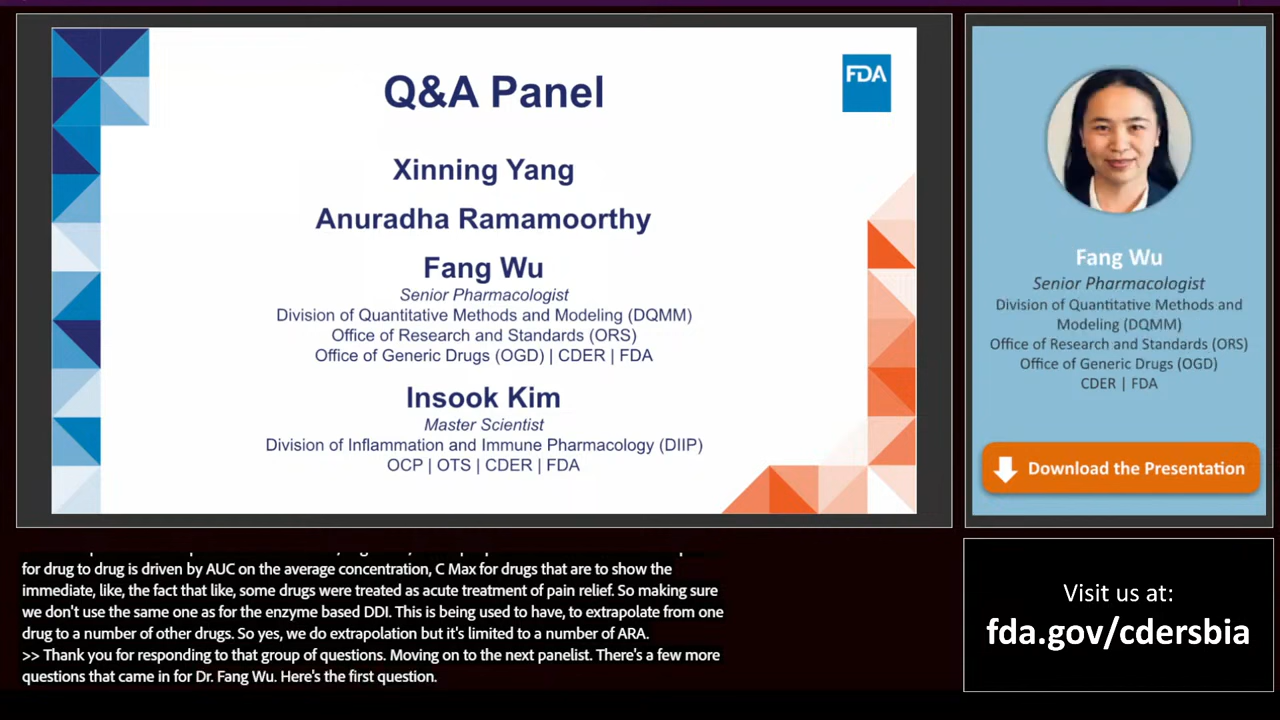 Q&A Panel
FDA
Xinning Yang
Anuradha Ramamoorthy
Fang Wu
Senior Pharmacologist
Division of Quantitative Methods and Modeling (DQMM)
Office of Research and Standards (ORS)
Office of Generic Drugs (OGD) | CDER | FDA
Insook Kim
Master Scientist
Division of Inflammation and Immune Pharmacology (DIIP)
OCP | OTS | CDER | FDA
Fang Wu
Senior Pharmacologist
Division of Quantitative Methods and
Modeling (DQMM)
Office of Research and Standards (ORS)
Office of Generic Drugs (OGD)
CDER | FDA
Download the Presentation
for drug to drug is driven by AUC on the average concentration, C Max for drugs that are to show the
immediate, like, the fact that like, some drugs were treated as acute treatment of pain relief. So making sure
we don't use the same one as for the enzyme based DDI. This is being used to have, to extrapolate from one
drug to a number of other drugs. So yes, we do extrapolation but it's limited to a number of ARA.
>> Thank you for responding to that group of questions. Moving on to the next panelist. There's a few more
questions that came in for Dr. Fang Wu. Here's the first question.
Visit us at:
fda.gov/cdersbia